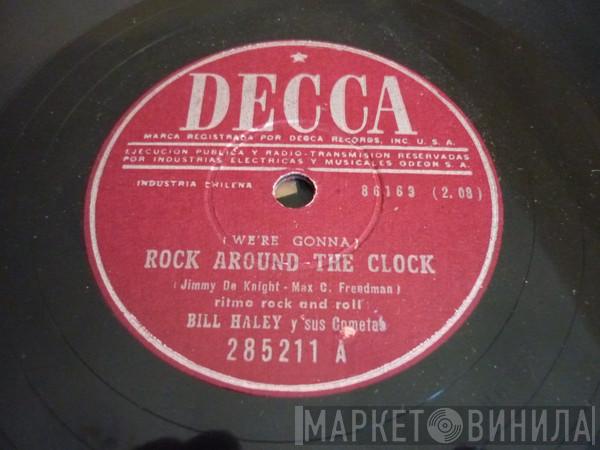 DECCA
MARCA REGISTRADA POR DECCA RECORDS, INC. U. S. A.
EJECUCION PUBLICA Y RADIO-TRANSMISION RESERVADAS
POR INDUSTRIAS ELECTRICAS Y MUSICALES ODEON S. A.
INDUSTRIA CHILENA
86163 (2.08)
(WE'RE GONNA)
ROCK AROUND THE CLOCK
(Jimmy De Knight - Max C. Freedman)
ritmo rock and roll
BILL HALEY y sus Cometas
285211 A
МАРКЕТ ВИНИЛА